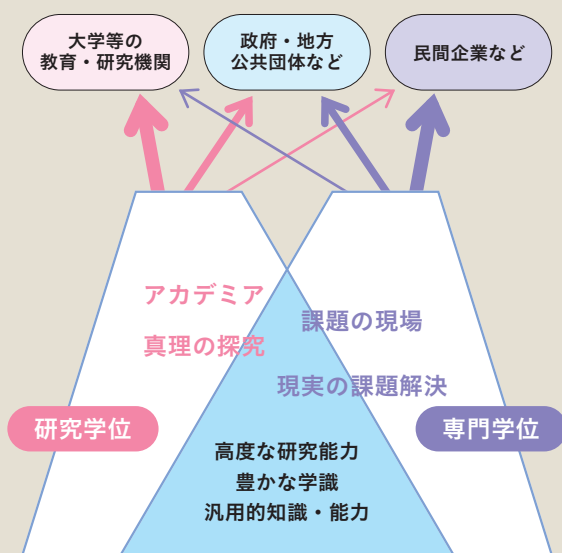 大学等の
教育・研究機関
政府・地方
公共団体など
民間企業など
アカデミア
真理の探究
課題の現場
現実の課題解決
研究学位
専門学位
高度な研究能力
豊かな学識
汎用的知識・能力